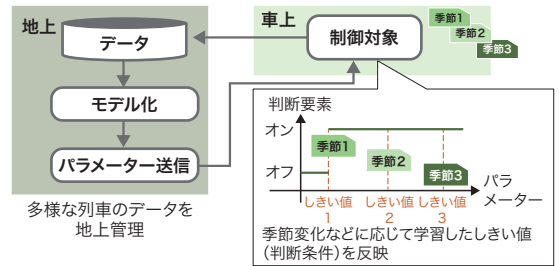 地上
データ
モデル化
パラメーター送信
多様な列車のデータを
地上管理
車上
制御対象
季節1
季節2
季節3
判断要素
オン
オフ
季節1
季節2
季節3
パラ
メーター
しきい値
1
しきい値
2
しきい値
3
季節変化などに応じて学習したしきい値
（判断条件）を反映